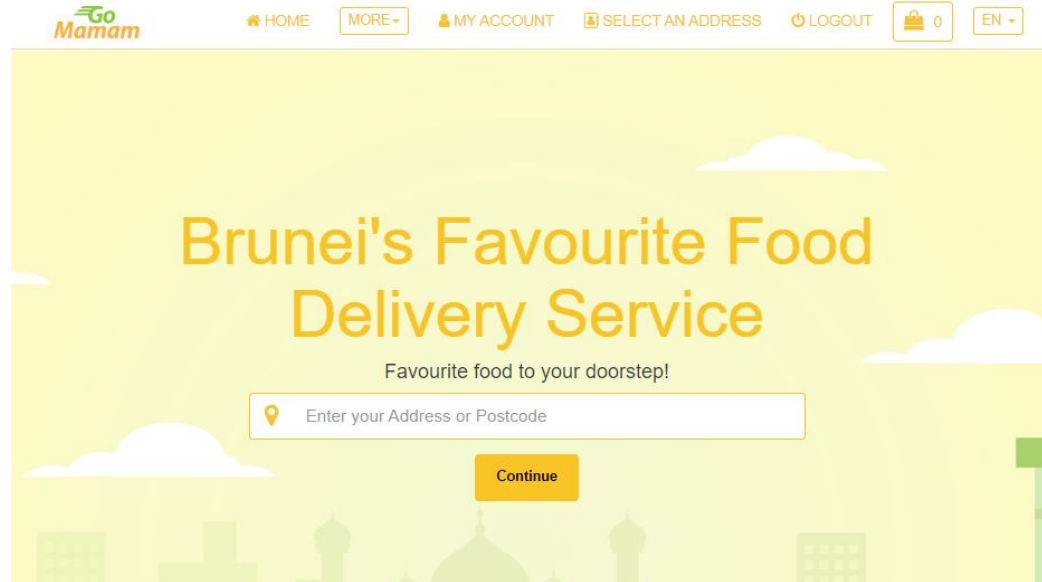 Go
Mamam
HOME
MORE
MY ACCOUNT
SELECT AN ADDRESS
LOGOUT
0
EN
Brunei's Favourite Food
Delivery Service
Favourite food to your doorstep!
Enter your Address or Postcode
Continue